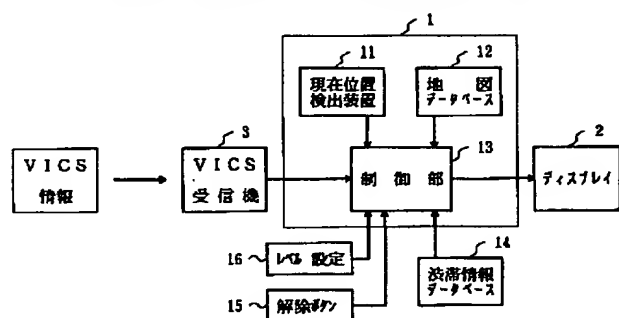 1
11
現在位置
検出装置
12
地 図
データベース
3
VICS
情報
VICS
受信機
13
制御部
2
ディスプレイ
16
レベル 設定
14
渋滞情報
データベース
15
解除ボタン